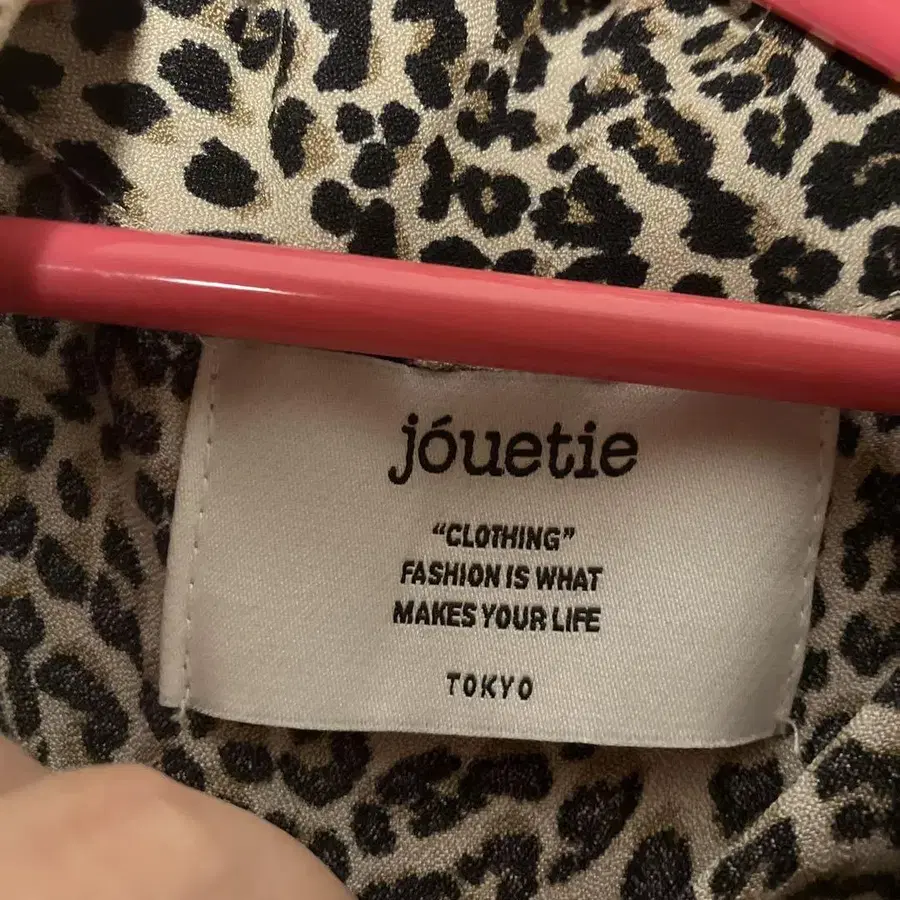 jóuetie
“CLOTHING”
FASHION IS WHAT
MAKES YOUR LIFE
TOKYO